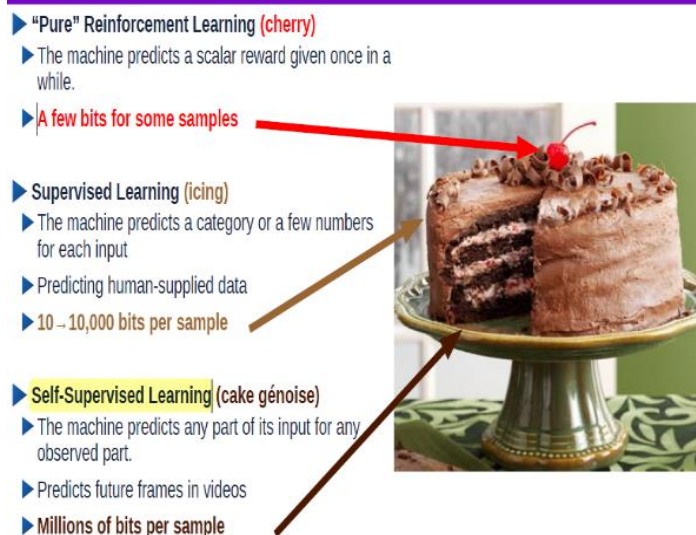 "Pure" Reinforcement Learning (cherry)
The machine predicts a scalar reward given once in a
while.
A few bits for some samples
Supervised Learning (icing)
The machine predicts a category or a few numbers
for each input
Predicting human-supplied data
10→10,000 bits per sample
Self-Supervised Learning (cake génoise)
The machine predicts any part of its input for any
observed part.
Predicts future frames in videos
Millions of bits per sample